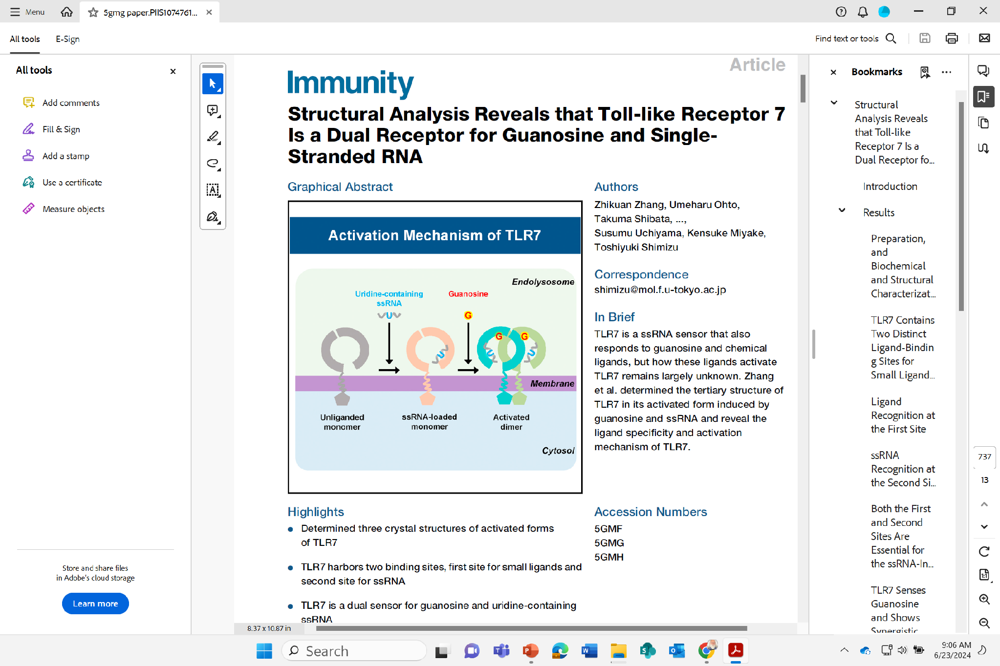 Menu
5gmg paper.PIIS1074761...
All tools
E-Sign
Find text or tools
All tools
Add comments
Fill & Sign
Add a stamp
Use a certificate
Measure objects
Store and share files
in Adobe's cloud storage
Learn more
Article
Immunity
Structural Analysis Reveals that Toll-like Receptor 7
Is a Dual Receptor for Guanosine and Single-
Stranded RNA
Graphical Abstract
Activation Mechanism of TLR7
Endolysosome
Uridine-containing
ssRNA
Guanosine
U
G
U
G
G
U
U
Membrane
Unliganded
monomer
ssRNA-loaded
monomer
Activated
dimer
Cytosol
Highlights
Determined three crystal structures of activated forms
of TLR7
TLR7 harbors two binding sites, first site for small ligands and
second site for ssRNA
TLR7 is a dual sensor for guanosine and uridine-containing
ssRNA
Authors
Zhikuan Zhang, Umeharu Ohto,
Takuma Shibata, ...,
Susumu Uchiyama, Kensuke Miyake,
Toshiyuki Shimizu
Correspondence
shimizu@mol.f.u-tokyo.ac.jp
In Brief
TLR7 is a ssRNA sensor that also
responds to guanosine and chemical
ligands, but how these ligands activate
TLR7 remains largely unknown. Zhang
et al. determined the tertiary structure of
TLR7 in its activated form induced by
guanosine and ssRNA and reveal the
ligand specificity and activation
mechanism of TLR7.
Accession Numbers
5GMF
5GMG
5GMH
8.37 x 10.87 in
Bookmarks
Structural
Analysis Reveals
that Toll-like
Receptor 7 Is a
Dual Receptor fo...
Introduction
Results
Preparation,
and
Biochemical
and Structural
Characterizat...
TLR7 Contains
Two Distinct
Ligand-Bindin
g Sites for
Small Ligand...
Ligand
Recognition at
the First Site
ssRNA
Recognition at
the Second Si...
Both the First
and Second
Sites Are
Essential for
the ssRNA-In...
TLR7 Senses
Guanosine
and Shows
Synergistic
737
13
1:1
Search
9:06 AM
6/23/2024